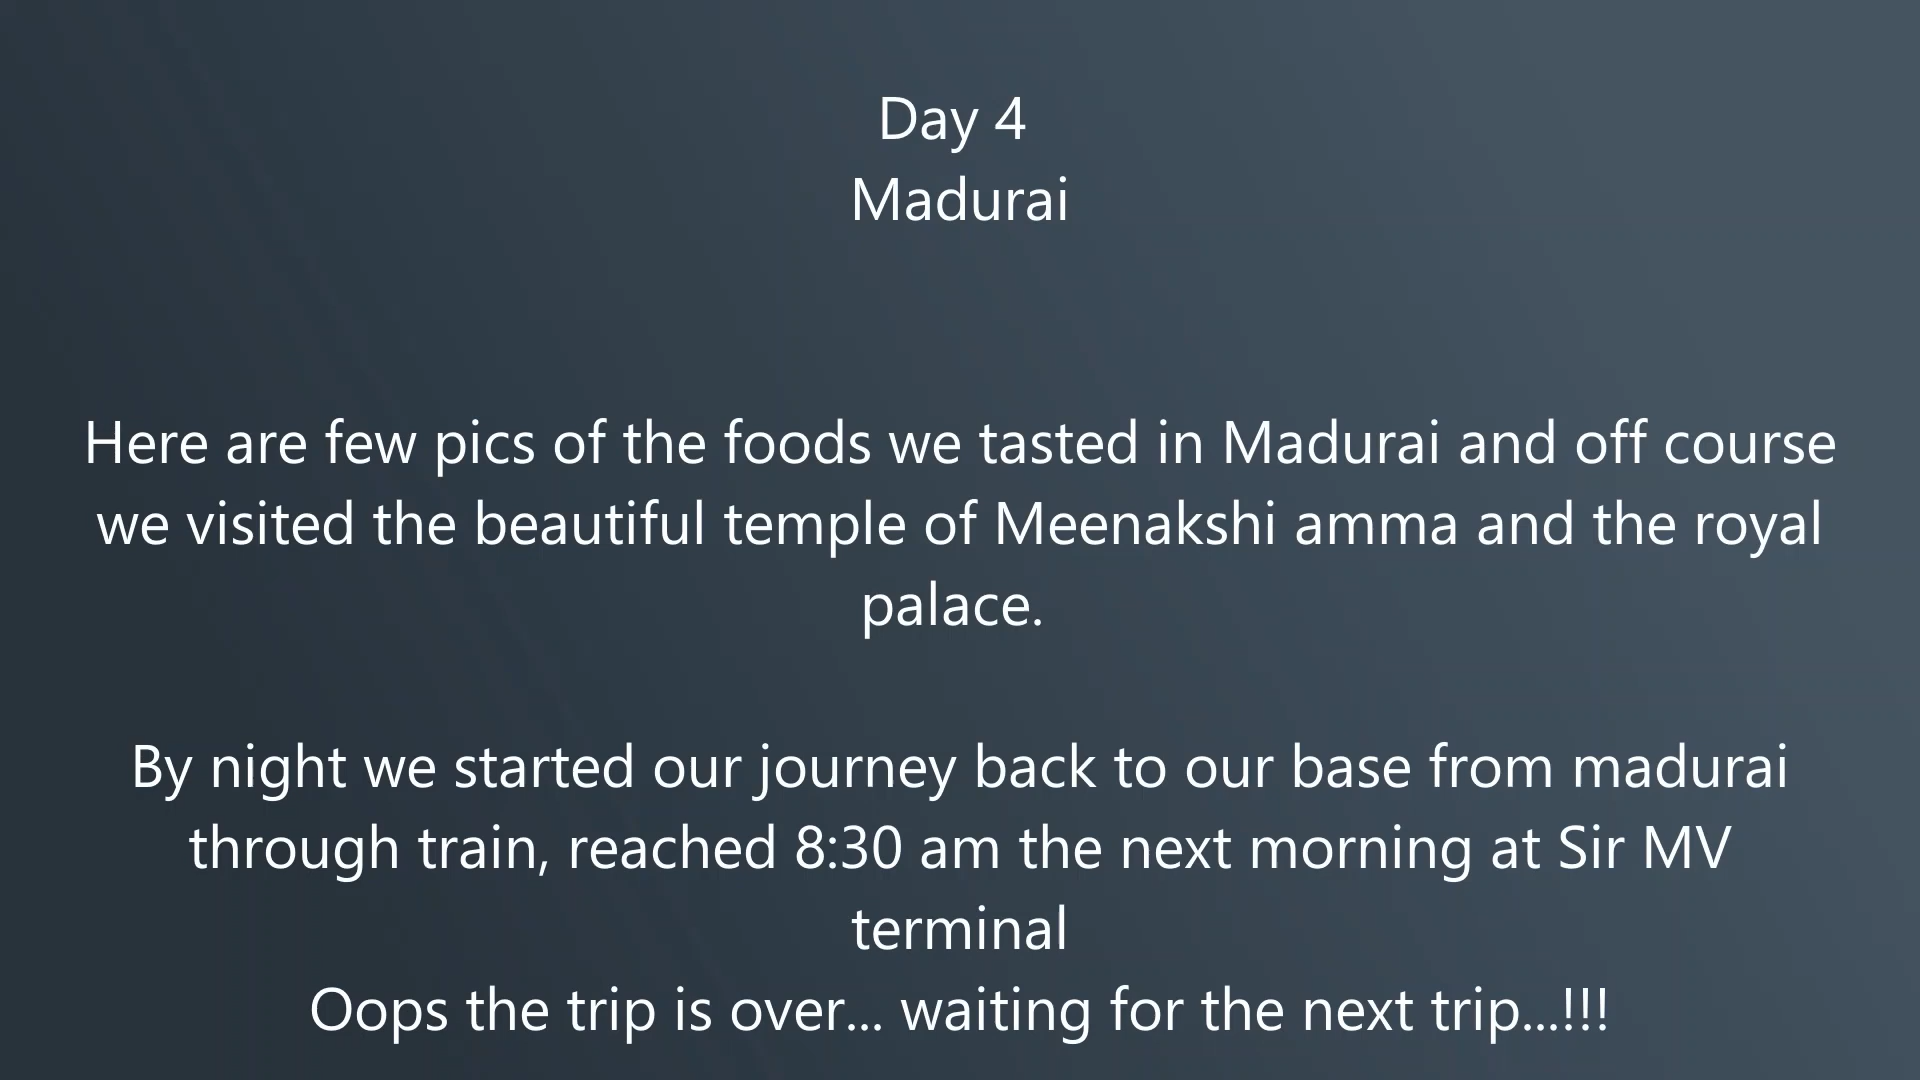 Day 4
Madurai
Here are few pics of the foods we tasted in Madurai and off course
we visited the beautiful temple of Meenakshi amma and the royal
palace.
By night we started our journey back to our base from madurai
through train, reached 8:30 am the next morning at Sir MV
terminal
Oops the trip is over... waiting for the next trip...!!!